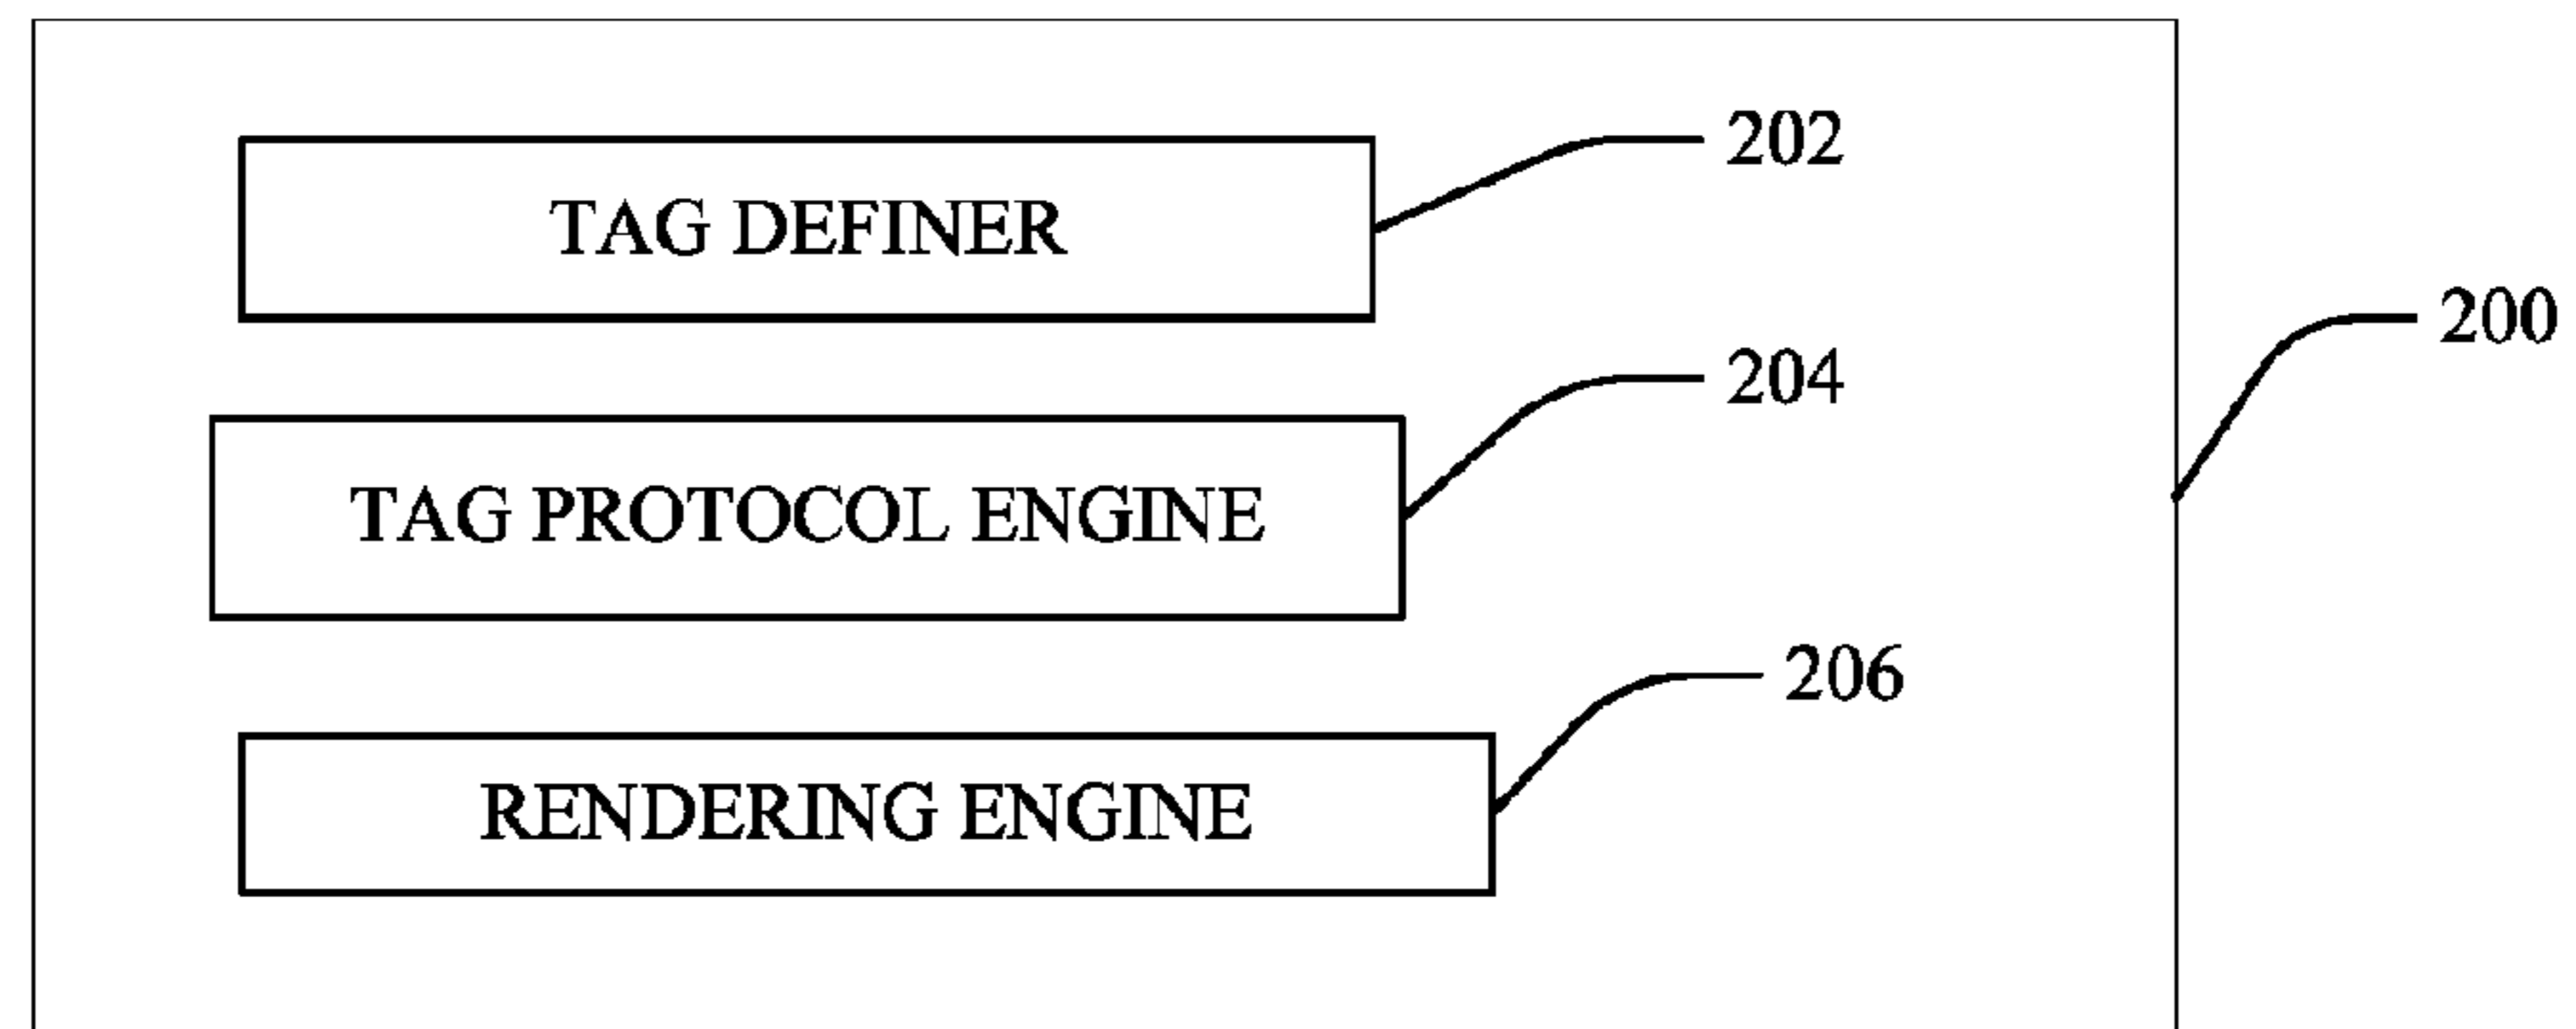 202
TAG DEFINER
200
204
TAG PROTOCOL ENGINE
206
RENDERING ENGINE